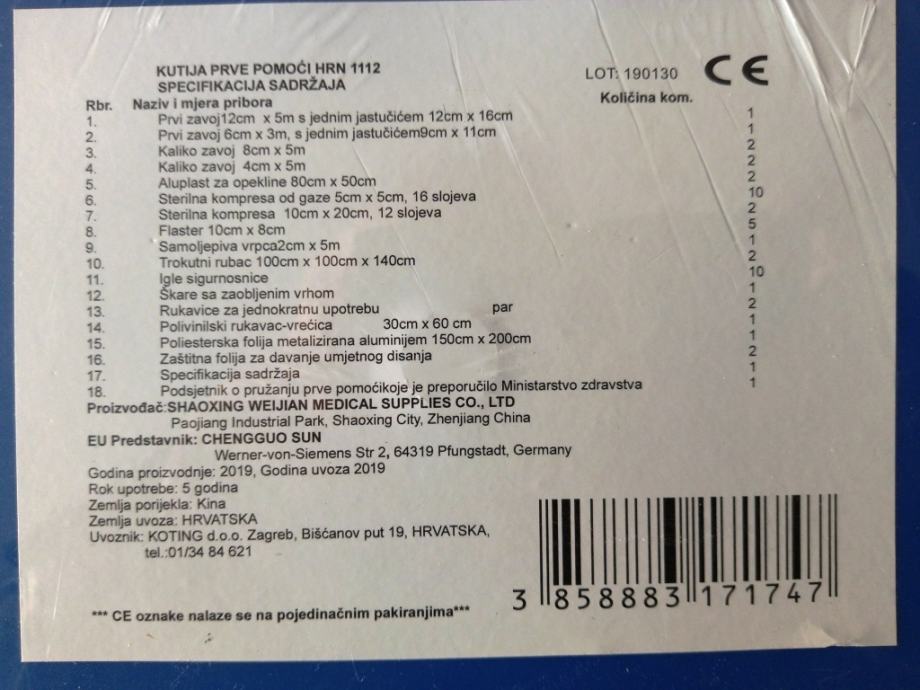 KUTIJA PRVE POMOĆI HRN 1112
SPECIFIKACIJA SADRŽAJA
LOT: 190130 CE
Rbr. Naziv i mjera pribora Količina kom.
1. Prvi zavoj12cm x 5m s jednim jastučićem 12cm x 16cm 1
2. Prvi zavoj 6cm x 3m, s jednim jastučićem9cm x 11cm 1
3. Kaliko zavoj 8cm x 5m 2
4. Kaliko zavoj 4cm x 5m 2
5. Aluplast za opekline 80cm x 50cm 2
6. Sterilna kompresa od gaze 5cm x 5cm, 16 slojeva 10
7. Sterilna kompresa 10cm x 20cm, 12 slojeva 2
8. Flaster 10cm x 8cm 5
9. Samoljepiva vrpca2cm x 5m 1
10. Trokutni rubac 100cm x 100cm x 140cm 2
11. Igle sigurnosnice 10
12. Škare sa zaobljenim vrhom 1
13. Rukavice za jednokratnu upotrebu par 2
14. Polivinilski rukavac-vrećica 30cm x 60 cm 1
15. Poliesterska folija metalizirana aluminijem 150cm x 200cm 1
16. Zaštitna folija za davanje umjetnog disanja 2
17. Specifikacija sadržaja 1
18. Podsjetnik o pružanju prve pomoćikoje je preporučilo Ministarstvo zdravstva 1
Proizvođač:SHAOXING WEIJIAN MEDICAL SUPPLIES CO., LTD
Paojiang Industrial Park, Shaoxing City, Zhenjiang China
EU Predstavnik: CHENGGUO SUN
Werner-von-Siemens Str 2, 64319 Pfungstadt, Germany
Godina proizvodnje: 2019, Godina uvoza 2019
Rok upotrebe: 5 godina
Zemlja porijekla: Kina
Zemlja uvoza: HRVATSKA
Uvoznik: KOTING d.o.o. Zagreb, Bišćanov put 19, HRVATSKA,
tel.:01/34 84 621
*** CE oznake nalaze se na pojedinačnim pakiranjima***
3 858883 171747